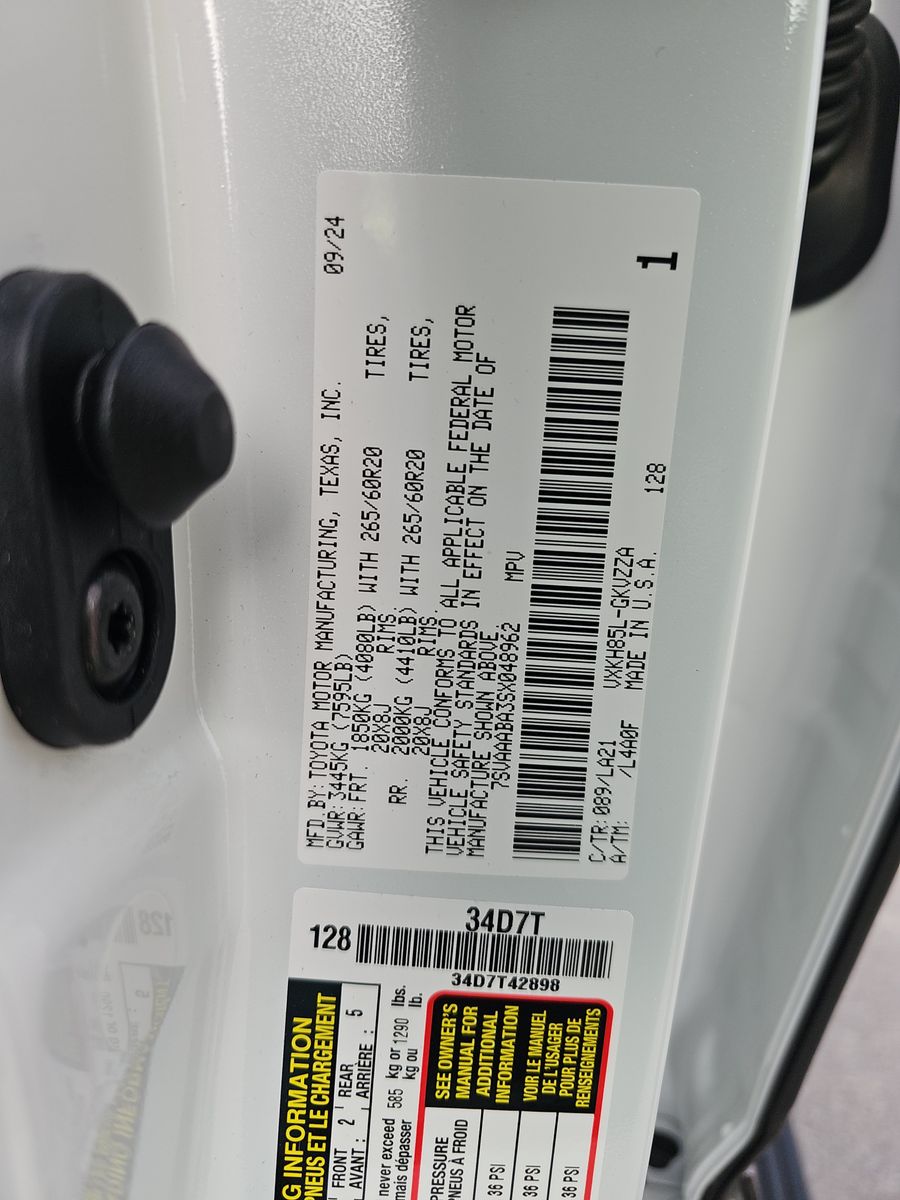 MFD.BY:TOYOTA MOTOR MANUFACTURING, TEXAS, INC. 09/24
GVWR:3445KG (7595LB)
GAWR:FRT. 1850KG (4080LB) WITH 265/60R20 TIRES,
20X8J RIMS.
RR. 2000KG (4410LB) WITH 265/60R20 TIRES,
20X8J RIMS.
THIS VEHICLE CONFORMS TO ALL APPLICABLE FEDERAL MOTOR
VEHICLE SAFETY STANDARDS IN EFFECT ON THE DATE OF
MANUFACTURE SHOWN ABOVE.
7SVAAABA3SX048962 MPV
C/TR:089/LA21 VXKH85L-GKVZZA 128
A/TM: /L4A0F MADE IN U.S.A.
1
34D7T
128
34D7T42898
NG INFORMATION
PNEUS ET LE CHARGEMENT
FRONT 2 REAR
AVANT : ARRIÈRE : 5
never exceed 585 kg or 1290 lbs.
mais dépasser kg ou lb.
SEE OWNER'S
MANUAL FOR
ADDITIONAL
INFORMATION
VOIR LE MANUEL
DE L'USAGER
POUR PLUS DE
RENSEIGNEMENTS
PRESSURE
PNEUS À FROID
36 PSI
36 PSI
36 PSI
128